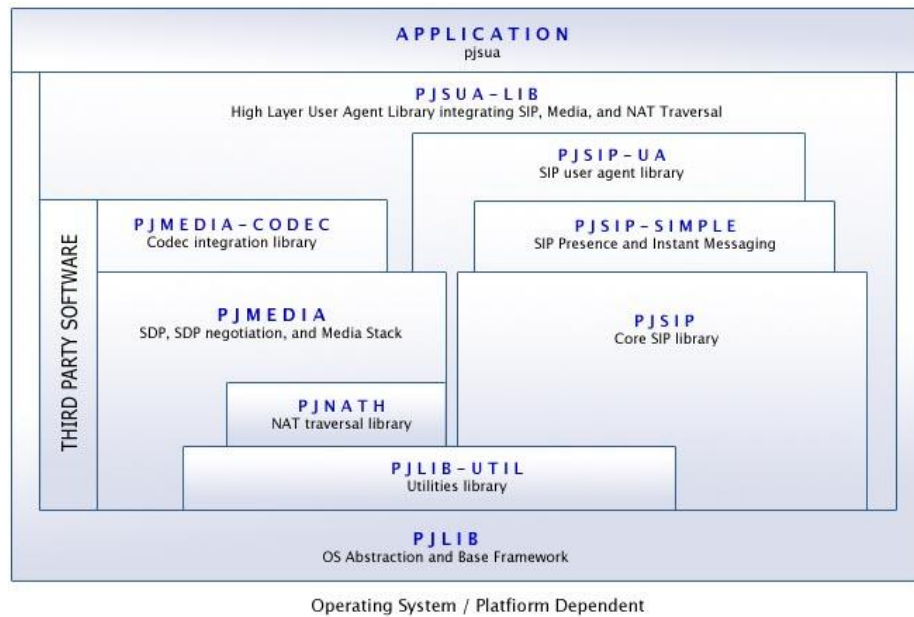 APPLICATION
pjsua
PJSUA-LIB
High Layer User Agent Library integrating SIP, Media, and NAT Traversal
PJSIP-UA
SIP user agent library
PJMEDIA-CODEC
Codec integration library
PJSIP-SIMPLE
SIP Presence and Instant Messaging
THIRD PARTY SOFTWARE
PJMEDIA
SDP, SDP negotiation, and Media Stack
PJSIP
Core SIP library
PJNATH
NAT traversal library
PJLIB-UTIL
Utilities library
PJLIB
OS Abstraction and Base Framework
Operating System / Platfiorm Dependent